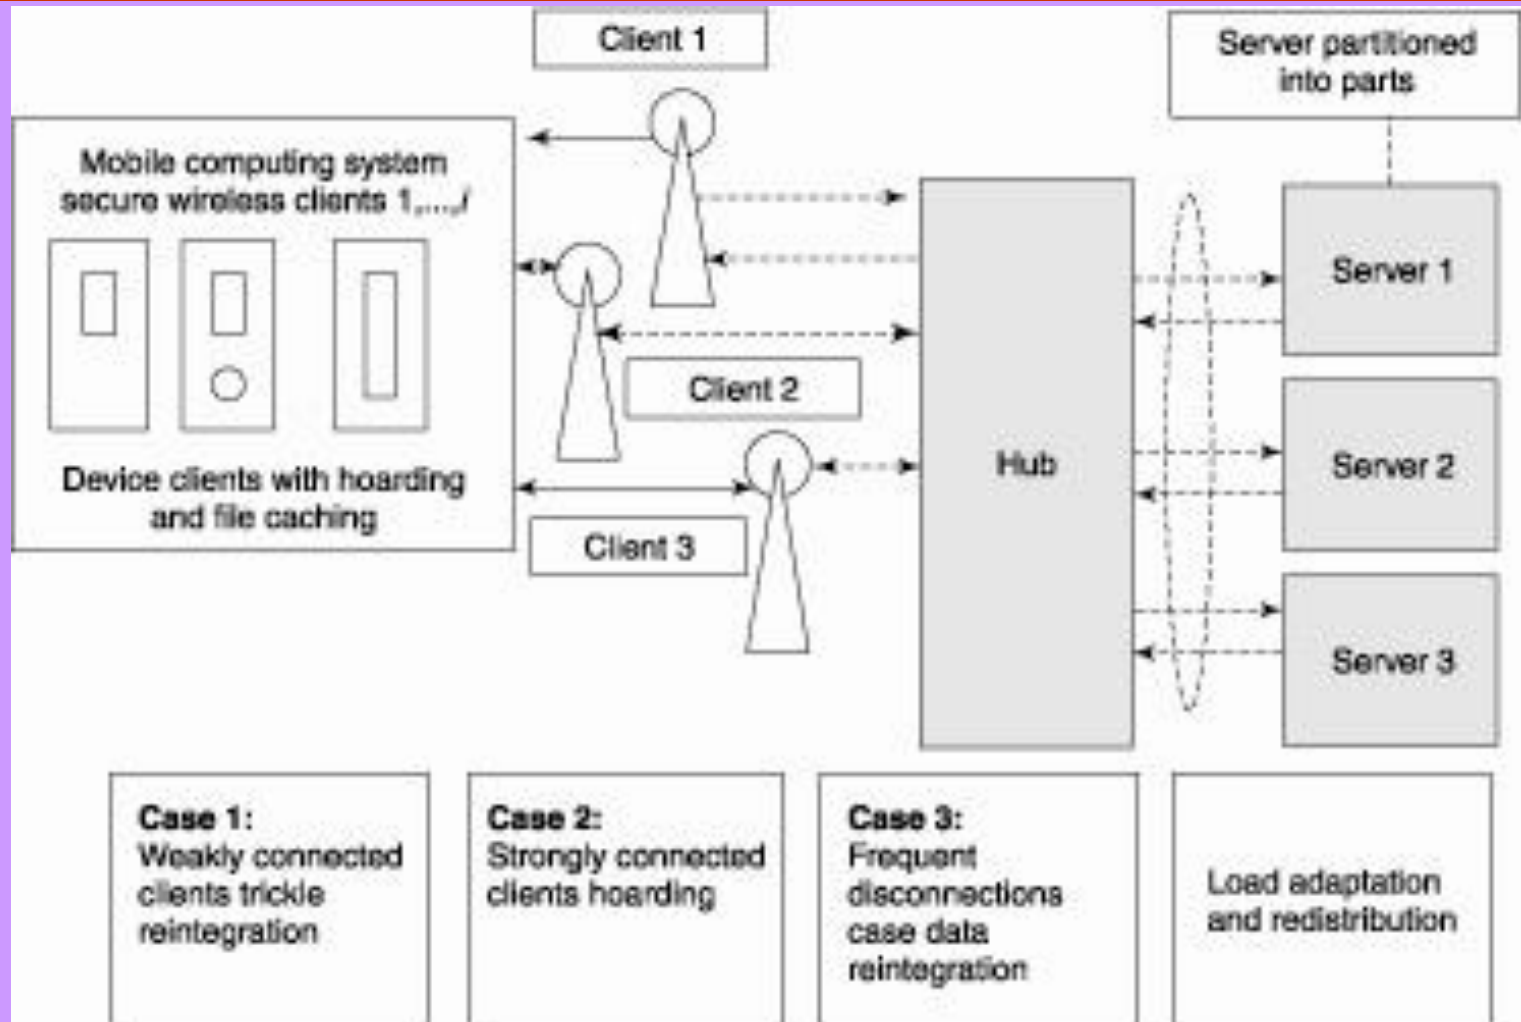 Client 1
Server partitioned
into parts
Mobile computing system
secure wireless clients 1,...,i
Device clients with hoarding
and file caching
Client 2
Client 3
Hub
Server 1
Server 2
Server 3
Case 1:
Weakly connected
clients trickle
reintegration
Case 2:
Strongly connected
clients hoarding
Case 3:
Frequent
disconnections
case data
reintegration
Load adaptation
and redistribution